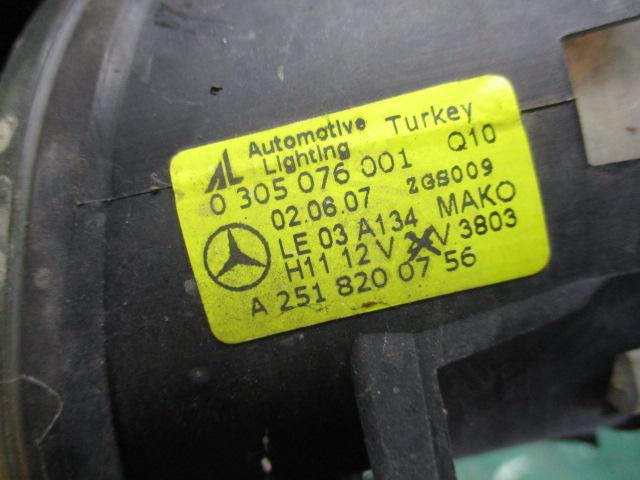 AL Automotive Lighting Turkey
0 305 076 001 Q10
02.06.07 ZGS009
LE 03 A134 MAKO
H11 12 V V 3803
A 251 820 07 56